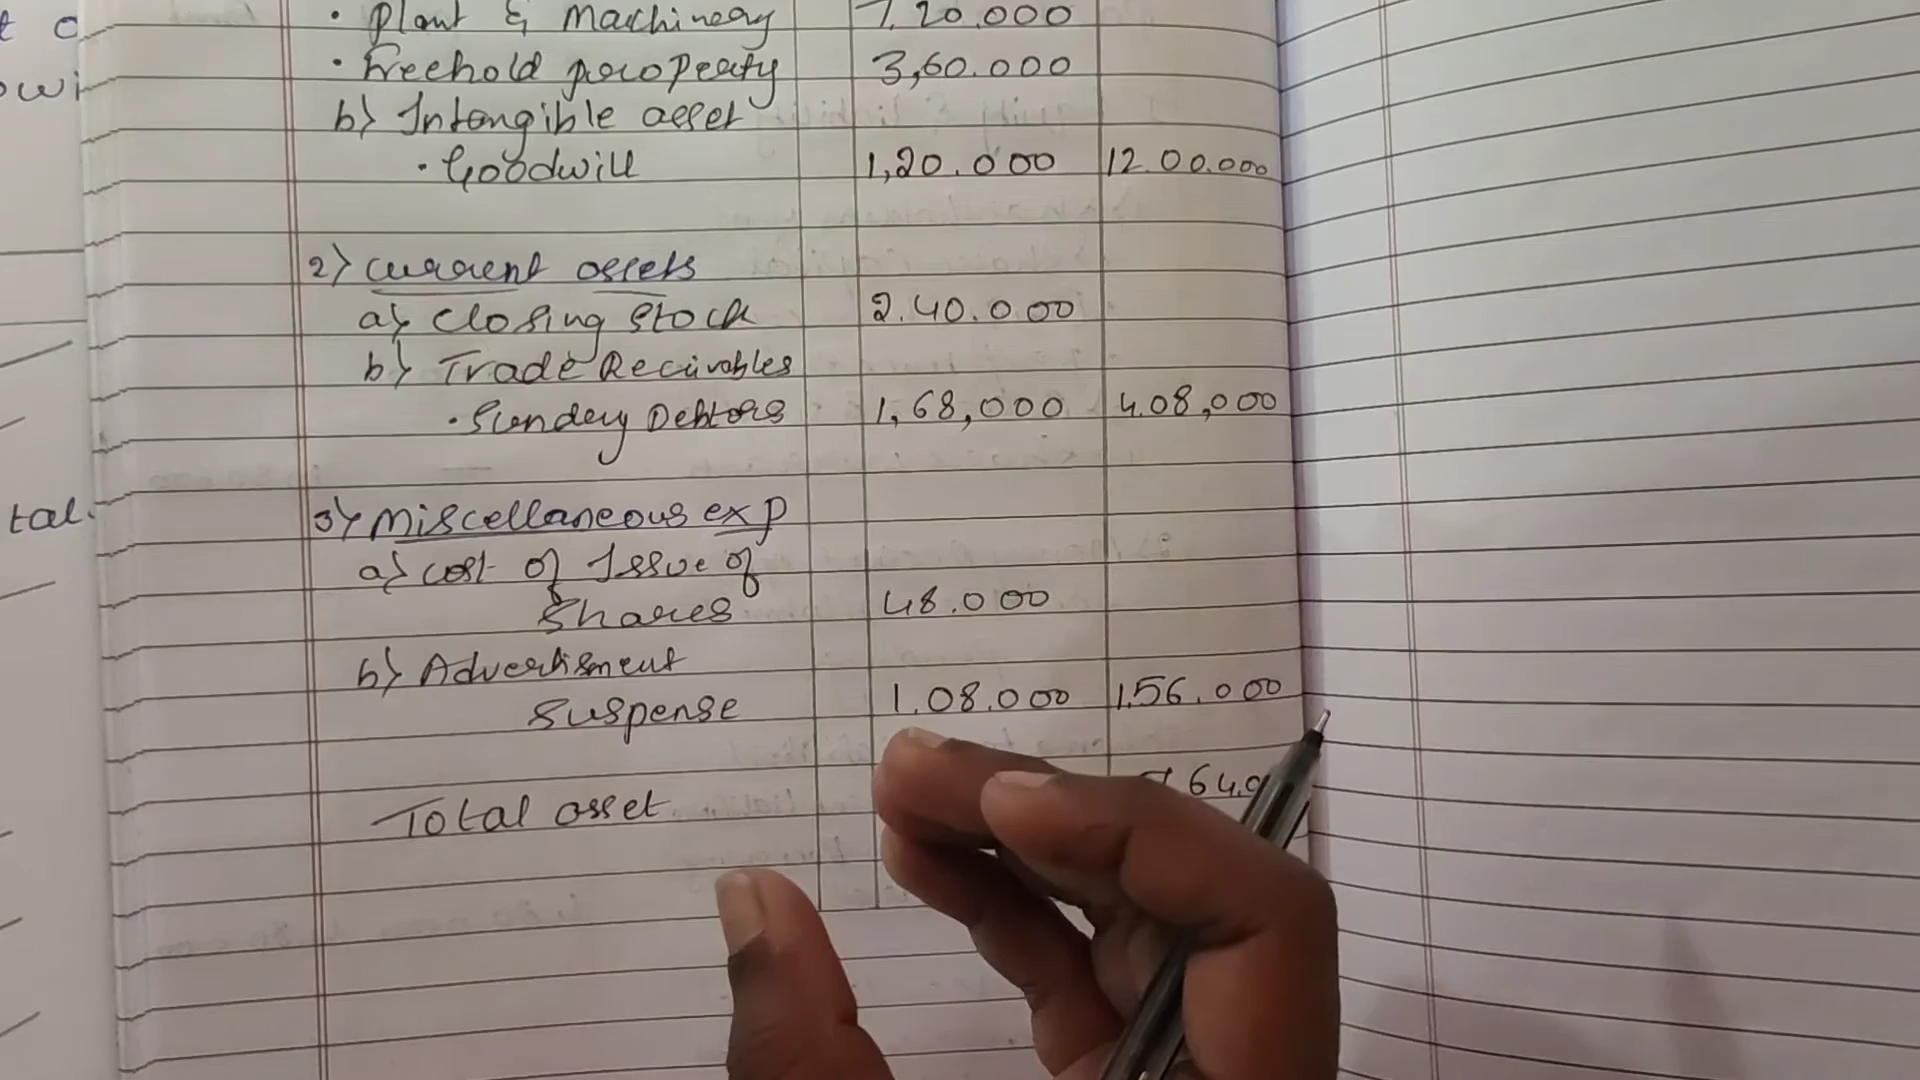 • Plant & Machinery 7,20.000
• Freehold property 3,60.000
b) Intangible asset
• Goodwill 1,20.000 12.00.000
2) Current assets
a) Closing Stock 2.40.000
b) Trade Recivables
• Sundery Debtors 1,68,000 4.08,000
tal.
3) Miscellaneous exp
a) Cost of Issue of
Shares 48.000
b) Advertisment
Suspense 1.08.000 1,56.000
Total asset